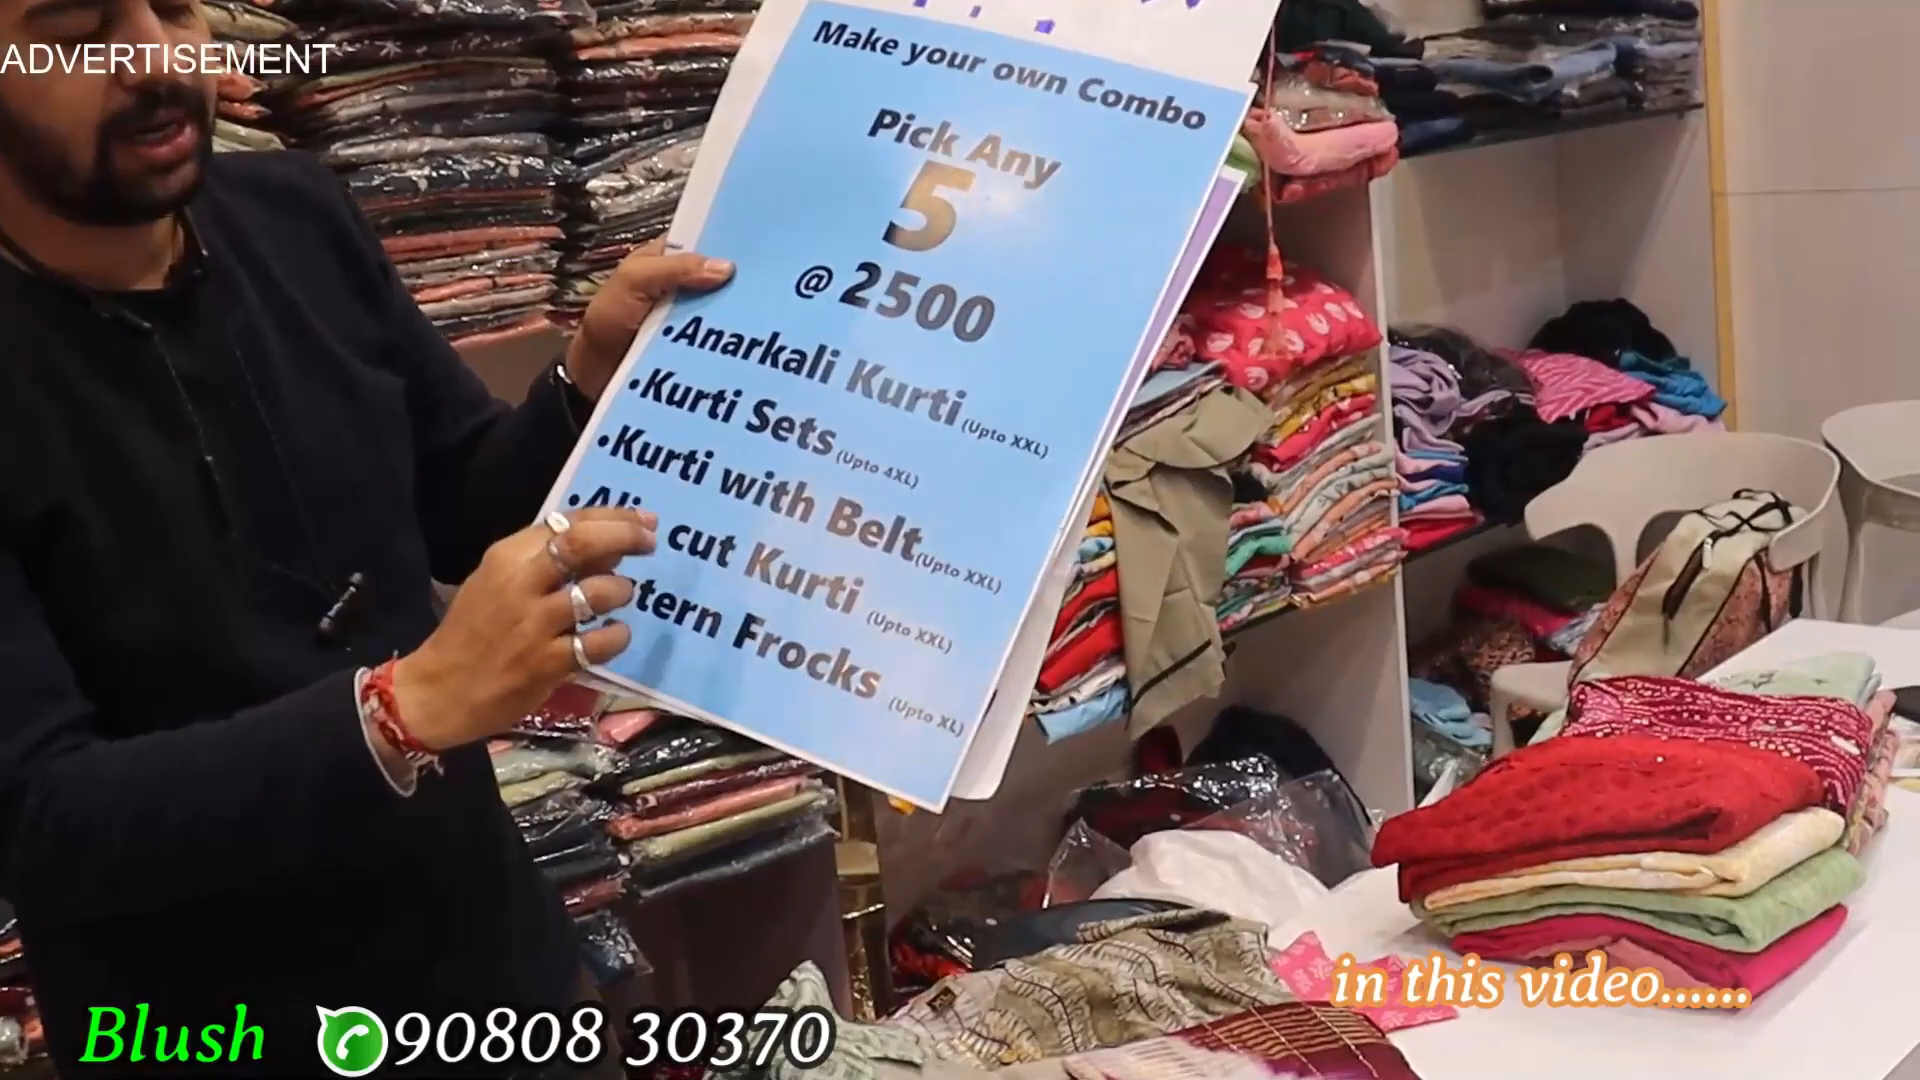 ADVERTISEMENT
Make your own Combo
Pick Any
5
@ 2500
•Anarkali Kurti (Upto XXL)
•Kurti Sets (Upto 4XL)
•Kurti with Belt (Upto XXL)
cut Kurti (Upto XXL)
Frocks (Upto XL)
in this video......
Blush 90808 30370